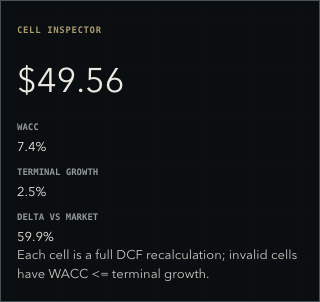 CELL INSPECTOR
$49.56
WACC
7.4%
TERMINAL GROWTH
2.5%
DELTA VS MARKET
59.9%
Each cell is a full DCF recalculation; invalid cells
have WACC <= terminal growth.